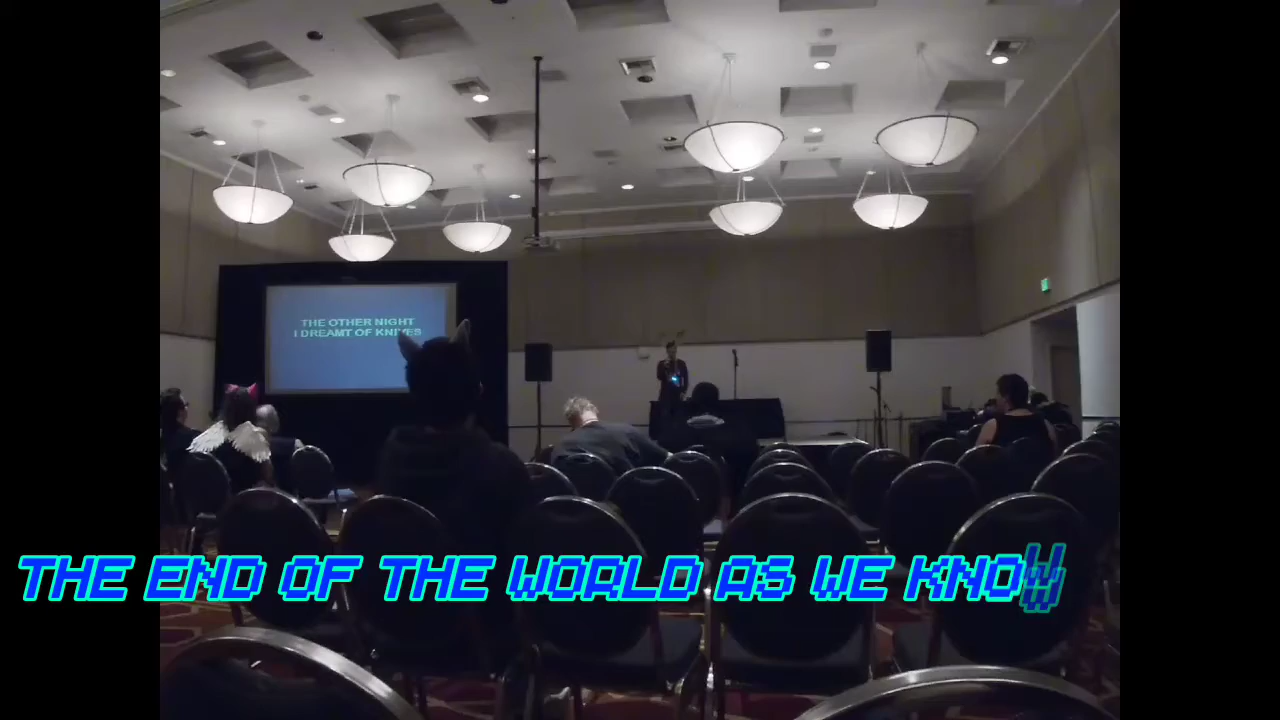 THE OTHER NIGHT
I DREAMT OF KNIVES
THE END OF THE WORLD AS WE KNOW